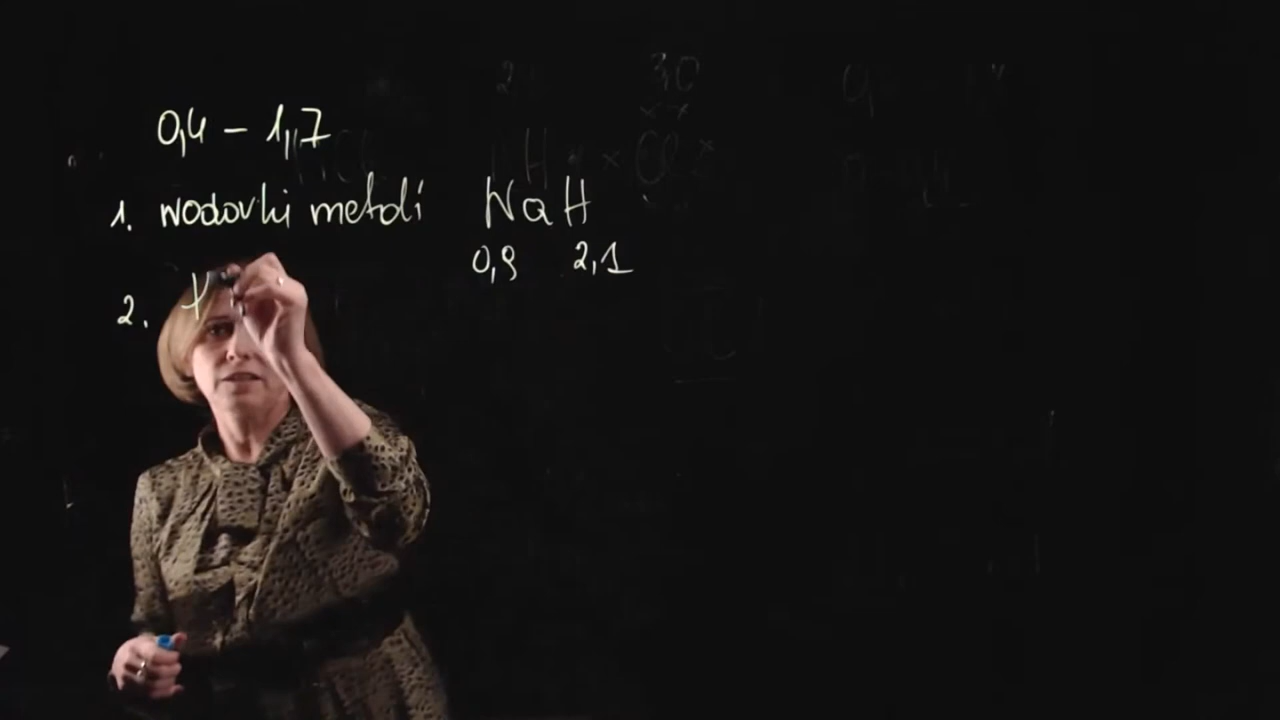 0,4 – 1,7
1. wodorki metali NaH
0,9 2,1
2.